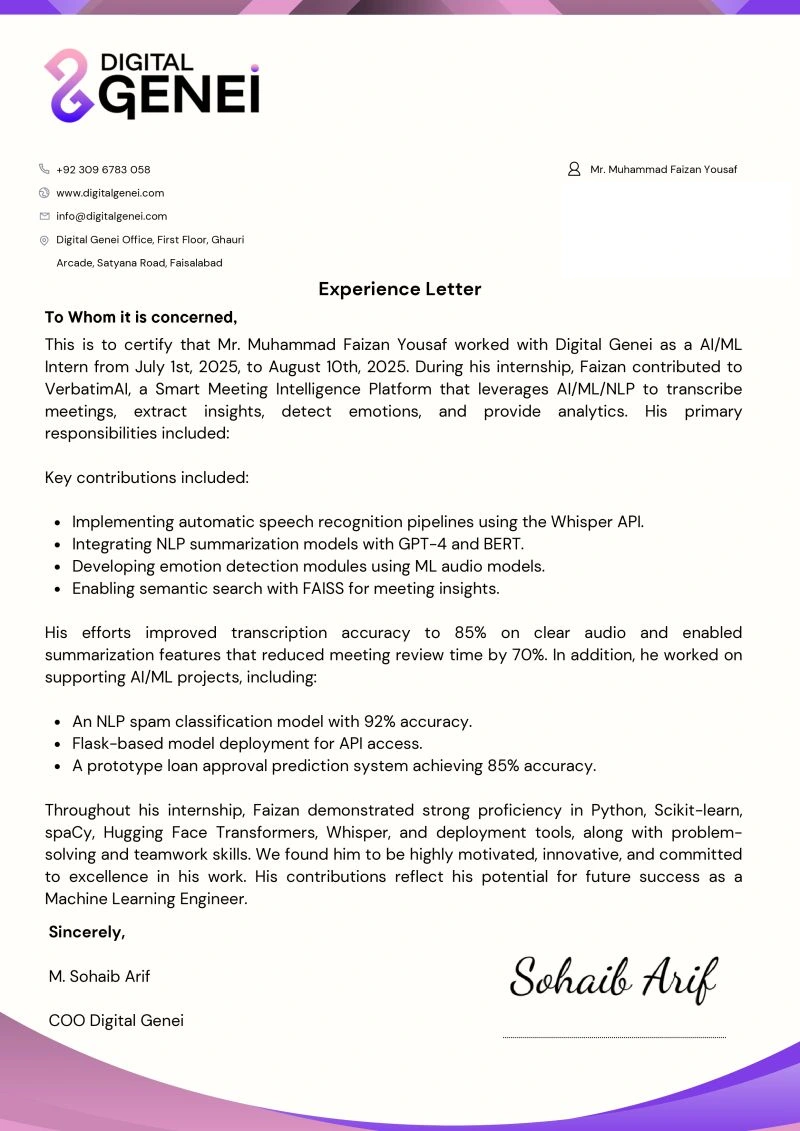 DIGITAL
GENEI
+92 309 6783 058
Mr. Muhammad Faizan Yousaf
www.digitalgenei.com
info@digitalgenei.com
Digital Genei Office, First Floor, Ghauri
Arcade, Satyana Road, Faisalabad
Experience Letter
To Whom it is concerned,
This is to certify that Mr. Muhammad Faizan Yousaf worked with Digital Genei as a AI/ML
Intern from July 1st, 2025, to August 10th, 2025. During his internship, Faizan contributed to
VerbatimAI, a Smart Meeting Intelligence Platform that leverages AI/ML/NLP to transcribe
meetings, extract insights, detect emotions, and provide analytics. His primary
responsibilities included:
Key contributions included:
• Implementing automatic speech recognition pipelines using the Whisper API.
• Integrating NLP summarization models with GPT-4 and BERT.
• Developing emotion detection modules using ML audio models.
• Enabling semantic search with FAISS for meeting insights.
His efforts improved transcription accuracy to 85% on clear audio and enabled
summarization features that reduced meeting review time by 70%. In addition, he worked on
supporting AI/ML projects, including:
• An NLP spam classification model with 92% accuracy.
• Flask-based model deployment for API access.
• A prototype loan approval prediction system achieving 85% accuracy.
Throughout his internship, Faizan demonstrated strong proficiency in Python, Scikit-learn,
spaCy, Hugging Face Transformers, Whisper, and deployment tools, along with problem-
solving and teamwork skills. We found him to be highly motivated, innovative, and committed
to excellence in his work. His contributions reflect his potential for future success as a
Machine Learning Engineer.
Sincerely,
M. Sohaib Arif
Sohaib Arif
COO Digital Genei